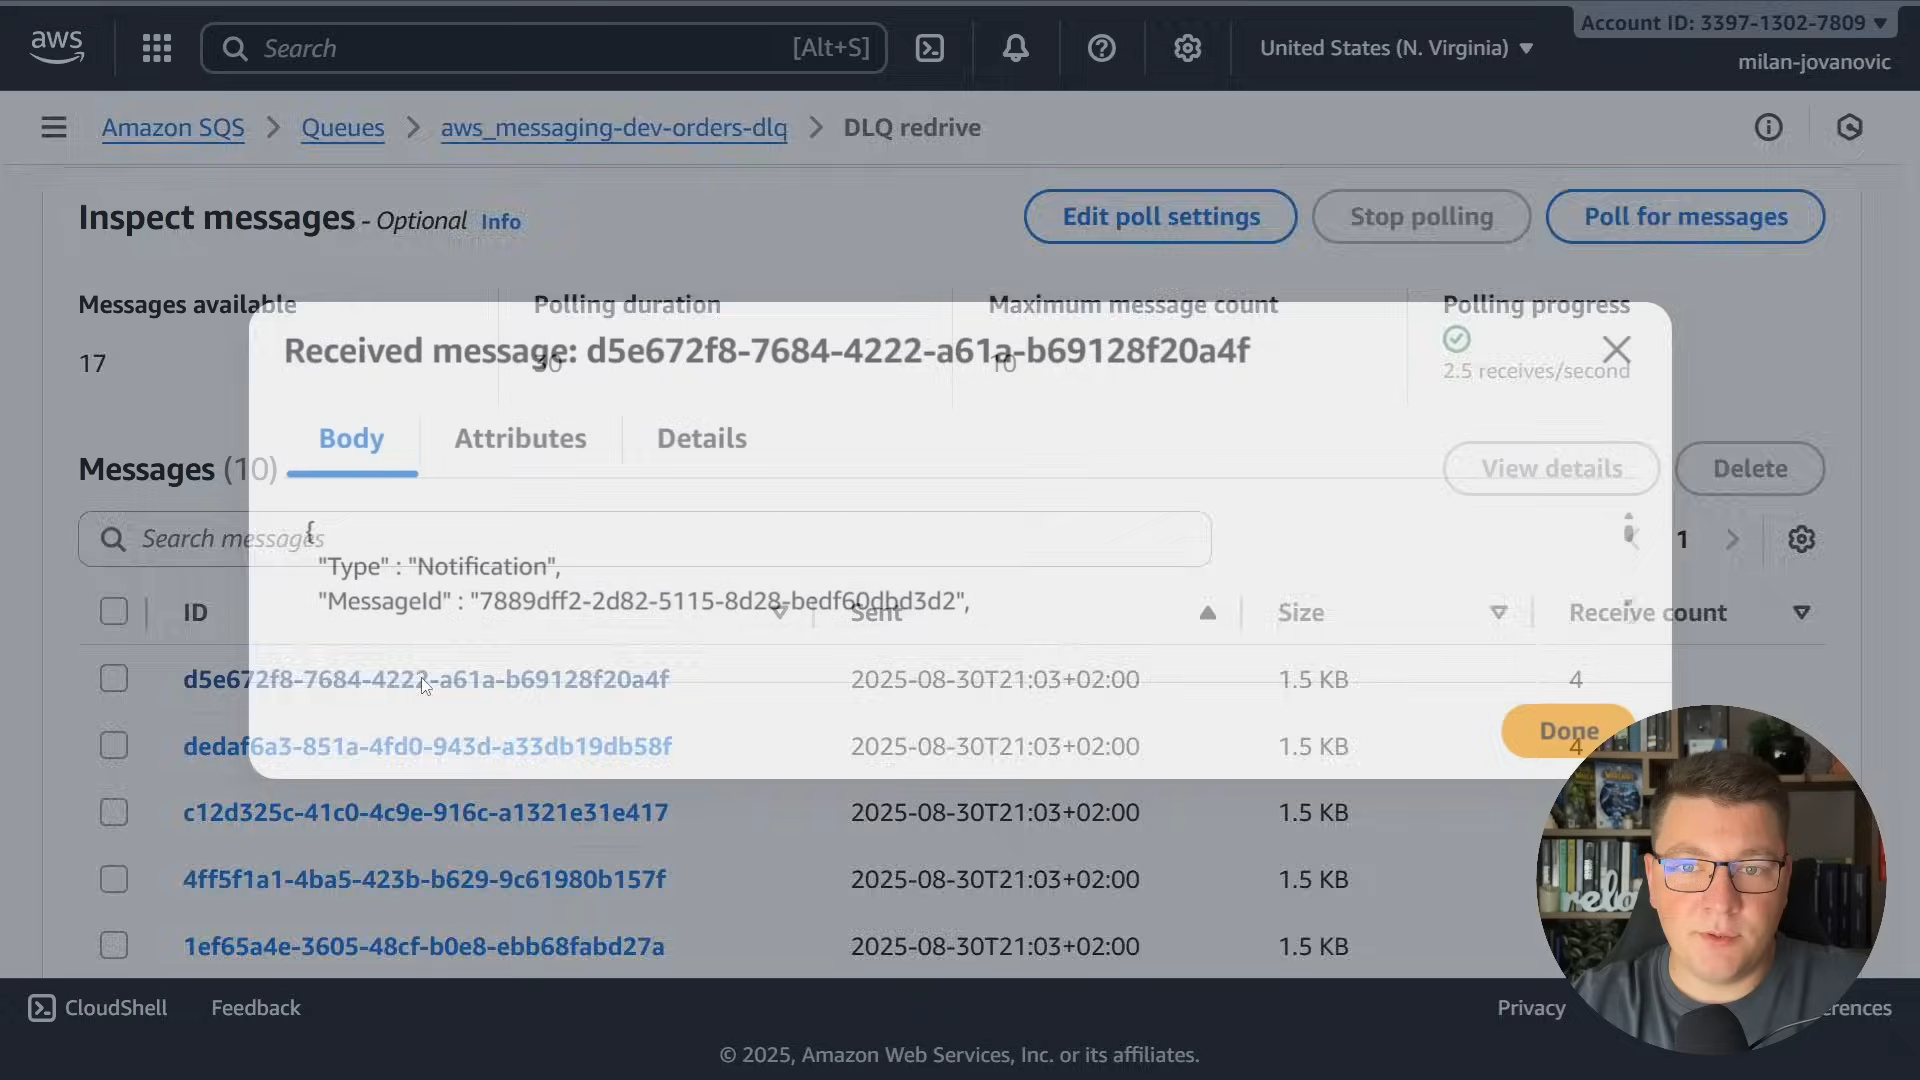 aws
Search
[Alt+S]
United States (N. Virginia)
Account ID: 3397-1302-7809
milan-jovanovic
Amazon SQS
Queues
aws_messaging-dev-orders-dlq
DLQ redrive
Inspect messages - Optional Info
Edit poll settings
Stop polling
Poll for messages
Messages available
Polling duration
Maximum message count
Polling progress
17
30
10
2.5 receives/second
Received message: d5e672f8-7684-4222-a61a-b69128f20a4f
Body
Attributes
Details
Messages (10)
View details
Delete
Search messages
1
{
"Type" : "Notification",
"MessageId" : "7889dff2-2d82-5115-8d28-bedf60dbd3d2",
ID
Sent
Size
Receive count
d5e672f8-7684-4222-a61a-b69128f20a4f 2025-08-30T21:03+02:00 1.5 KB 4
dedaf6a3-851a-4fd0-943d-a33db19db58f 2025-08-30T21:03+02:00 1.5 KB 4
Done
c12d325c-41c0-4c9e-916c-a1321e31e417 2025-08-30T21:03+02:00 1.5 KB
4ff5f1a1-4ba5-423b-b629-9c61980b157f 2025-08-30T21:03+02:00 1.5 KB
1ef65a4e-3605-48cf-b0e8-ebb68fabd27a 2025-08-30T21:03+02:00 1.5 KB
CloudShell
Feedback
Privacy
erences
© 2025, Amazon Web Services, Inc. or its affiliates.